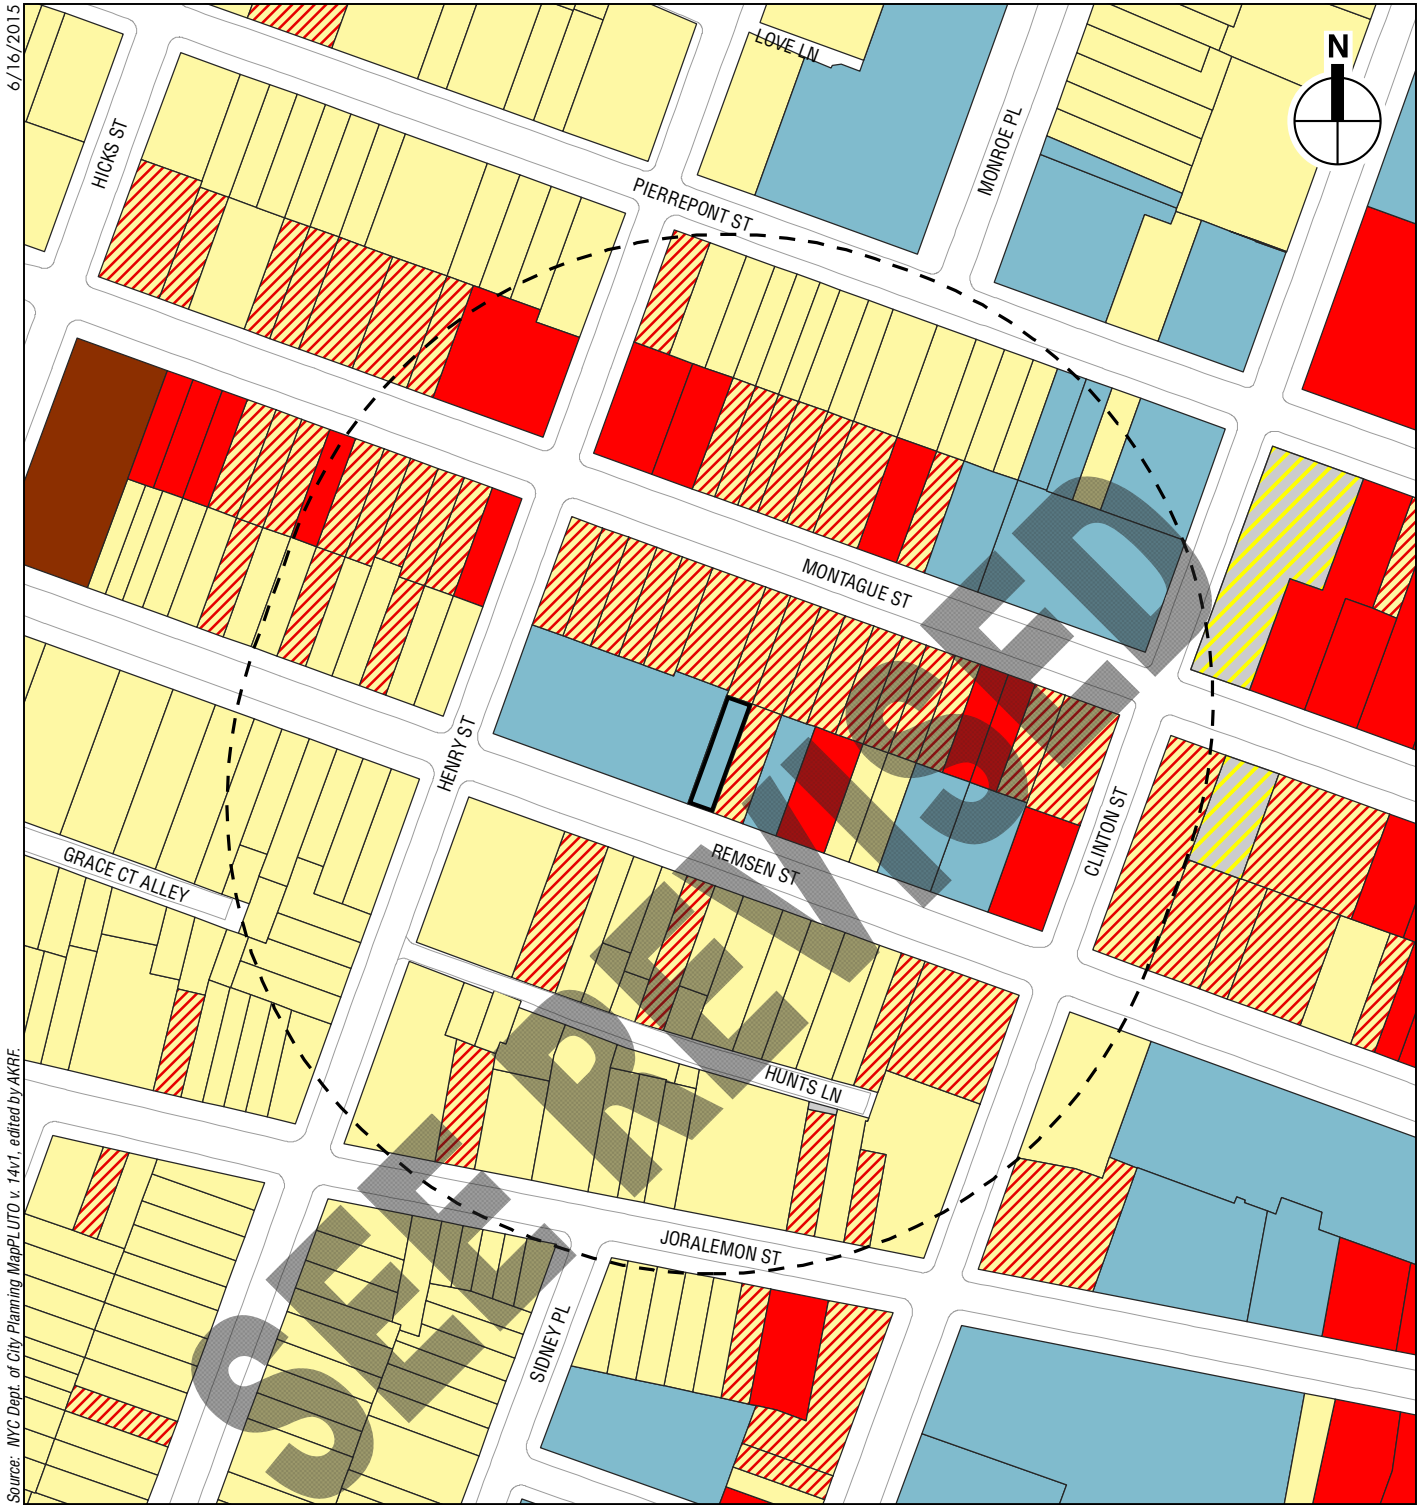 6/16/2015
LOVE LN
N
HICKS ST
MONROE PL
PIERREPONT ST
MONTAGUE ST
HENRY ST
REMSEN ST
CLINTON ST
GRACE CT ALLEY
HUNTS LN
JORALEMON ST
SIDNEY PL
SEE REVISED
Source: NYC Dept. of City Planning MapPLUTO v. 14v1, edited by AKRF.